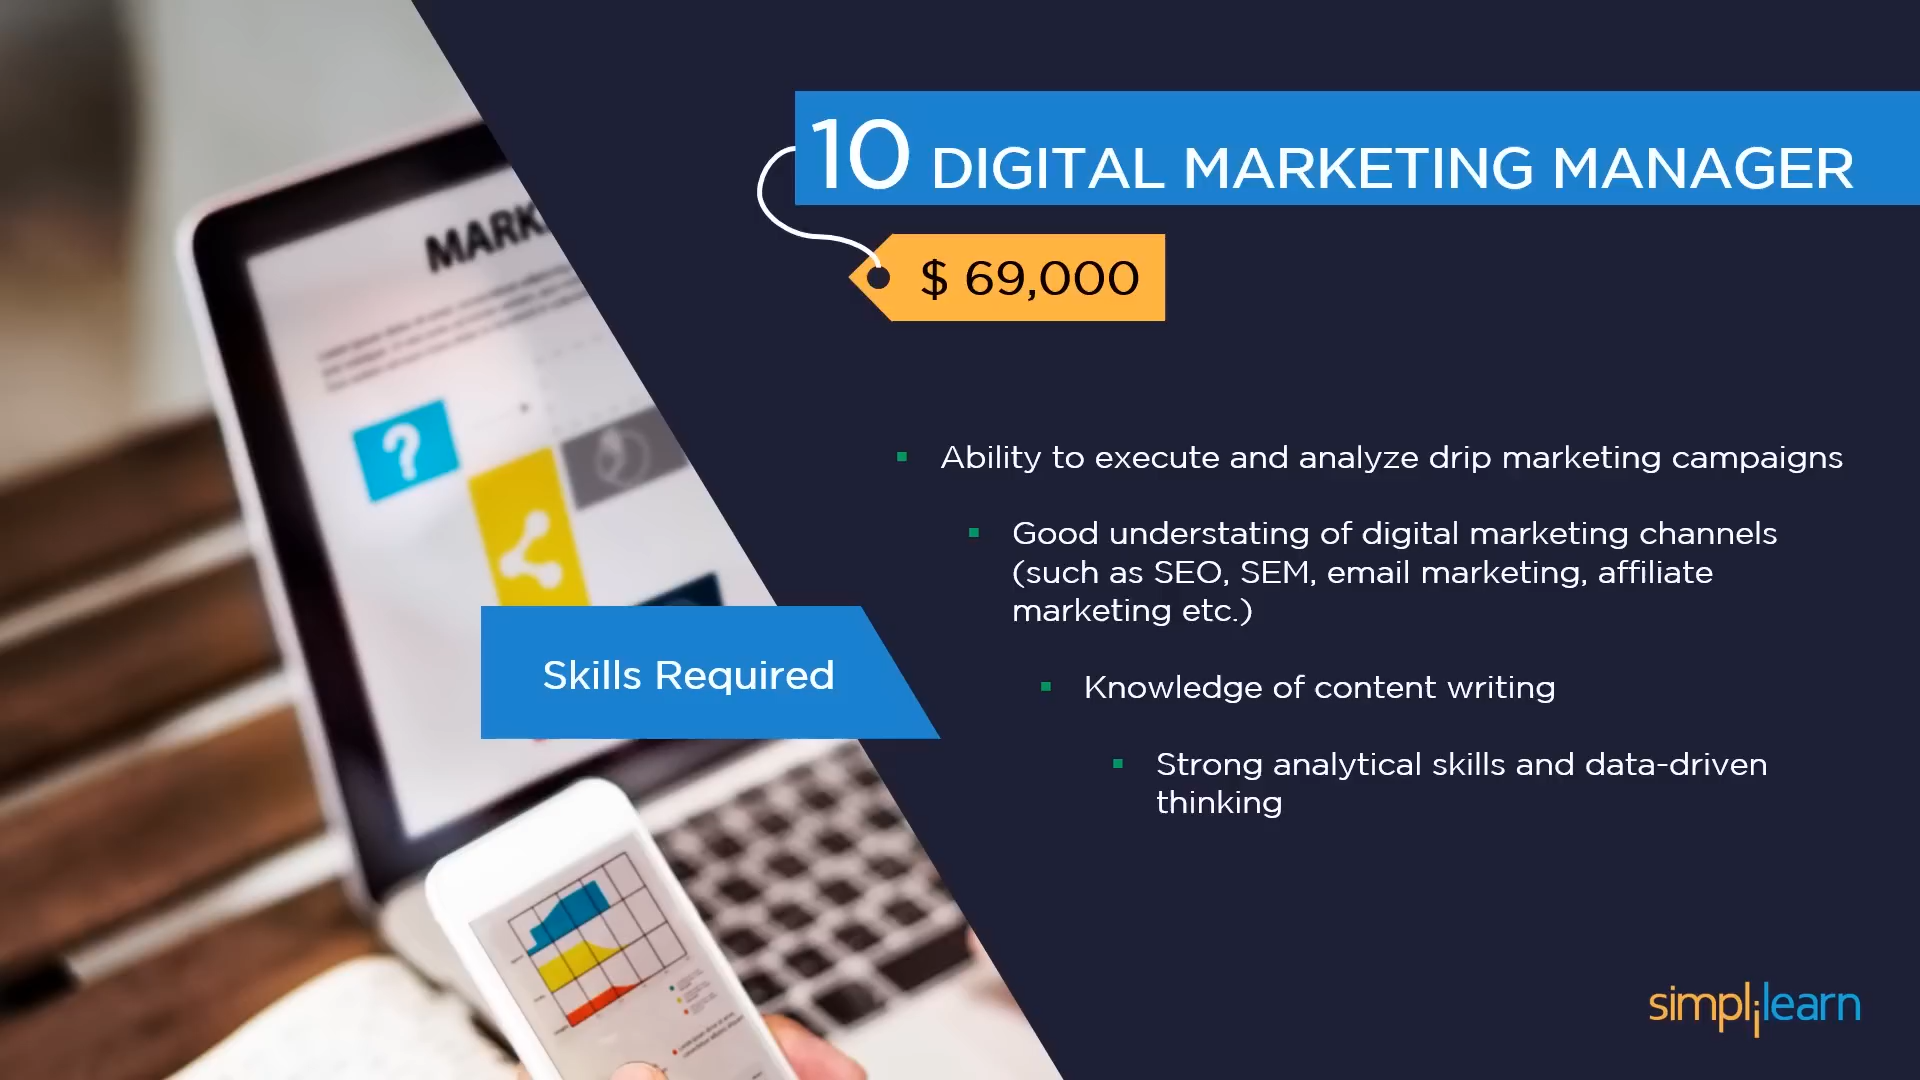 10 DIGITAL MARKETING MANAGER
$ 69,000
MARK
Ability to execute and analyze drip marketing campaigns
Good understating of digital marketing channels
(such as SEO, SEM, email marketing, affiliate
marketing etc.)
Skills Required
Knowledge of content writing
Strong analytical skills and data-driven
thinking
simplilearn